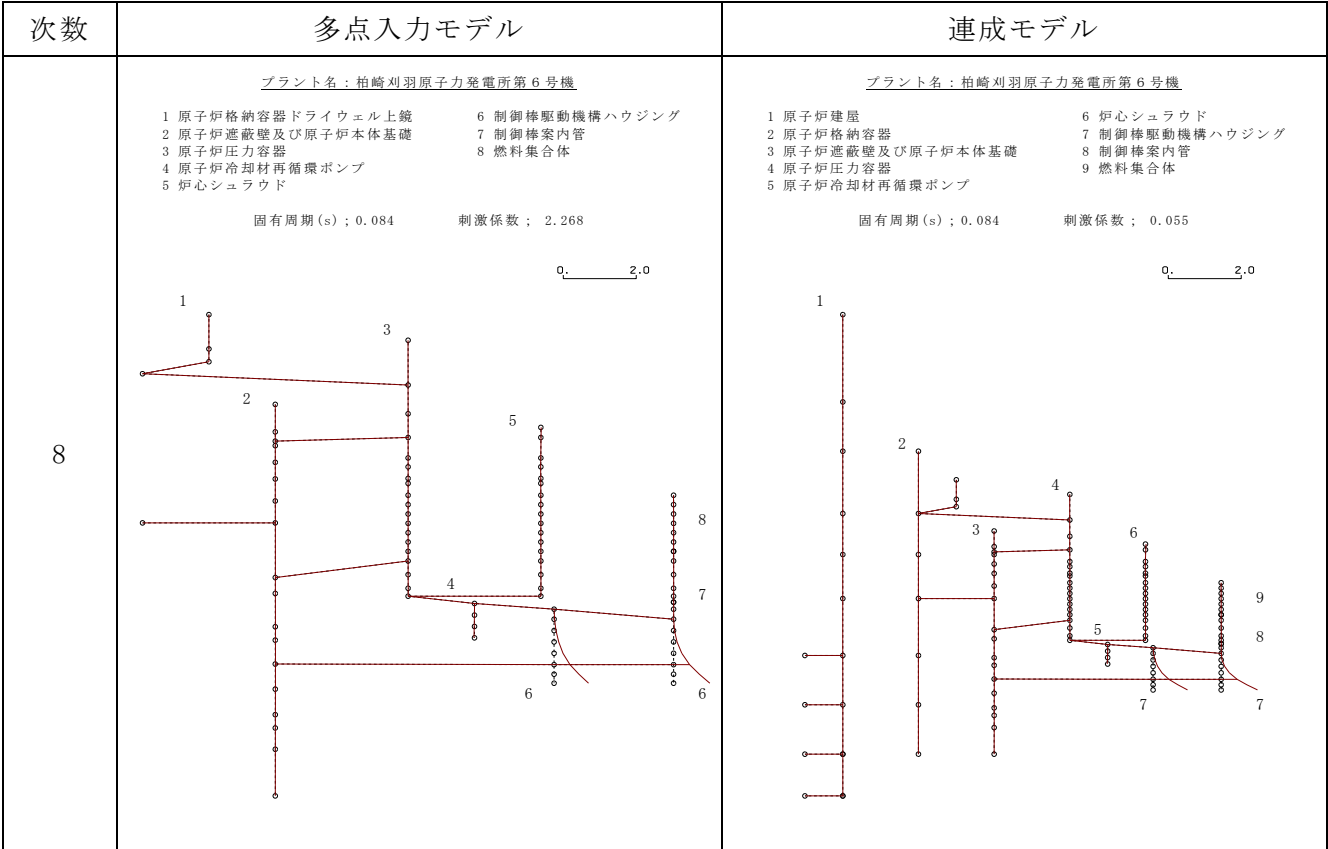 次数
多点入力モデル
連成モデル
8
プラント名：柏崎刈羽原子力発電所第６号機
1 原子炉格納容器ドライウェル上鏡
2 原子炉遮蔽壁及び原子炉本体基礎
3 原子炉圧力容器
4 原子炉冷却材再循環ポンプ
5 炉心シュラウド
6 制御棒駆動機構ハウジング
7 制御棒案内管
8 燃料集合体
固有周期(s)；0.084 刺激係数； 2.268
0. 2.0
1
3
2
5
8
4
7
6
6
プラント名：柏崎刈羽原子力発電所第６号機
1 原子炉建屋
2 原子炉格納容器
3 原子炉遮蔽壁及び原子炉本体基礎
4 原子炉圧力容器
5 原子炉冷却材再循環ポンプ
6 炉心シュラウド
7 制御棒駆動機構ハウジング
8 制御棒案内管
9 燃料集合体
固有周期(s)；0.084 刺激係数； 0.055
0. 2.0
1
2
4
3
6
9
5
8
7
7